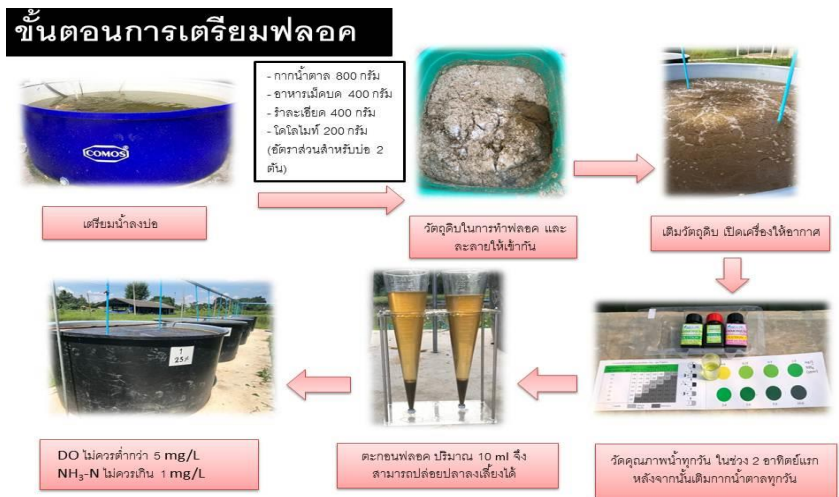 ขั้นตอนการเตรียมฟลอค
COMOS
- กากน้ำตาล 800 กรัม
- อาหารเม็ดบด 400 กรัม
- รำละเอียด 400 กรัม
- โดโลไมท์ 200 กรัม
(อัตราส่วนสำหรับบ่อ 2
ตัน)
เตรียมน้ำลงบ่อ
วัตถุดิบในการทำฟลอค และ
ละลายให้เข้ากัน
เติมวัตถุดิบ เปิดเครื่องให้อากาศ
วัดคุณภาพน้ำทุกวัน ในช่วง 2 อาทิตย์แรก
หลังจากนั้นเติมกากน้ำตาลทุกวัน
ตะกอนฟลอค ปริมาณ 10 ml จึง
สามารถปล่อยปลาลงเลี้ยงได้
1
25
DO ไม่ควรต่ำกว่า 5 mg/L
NH₃-N ไม่ควรเกิน 1 mg/L